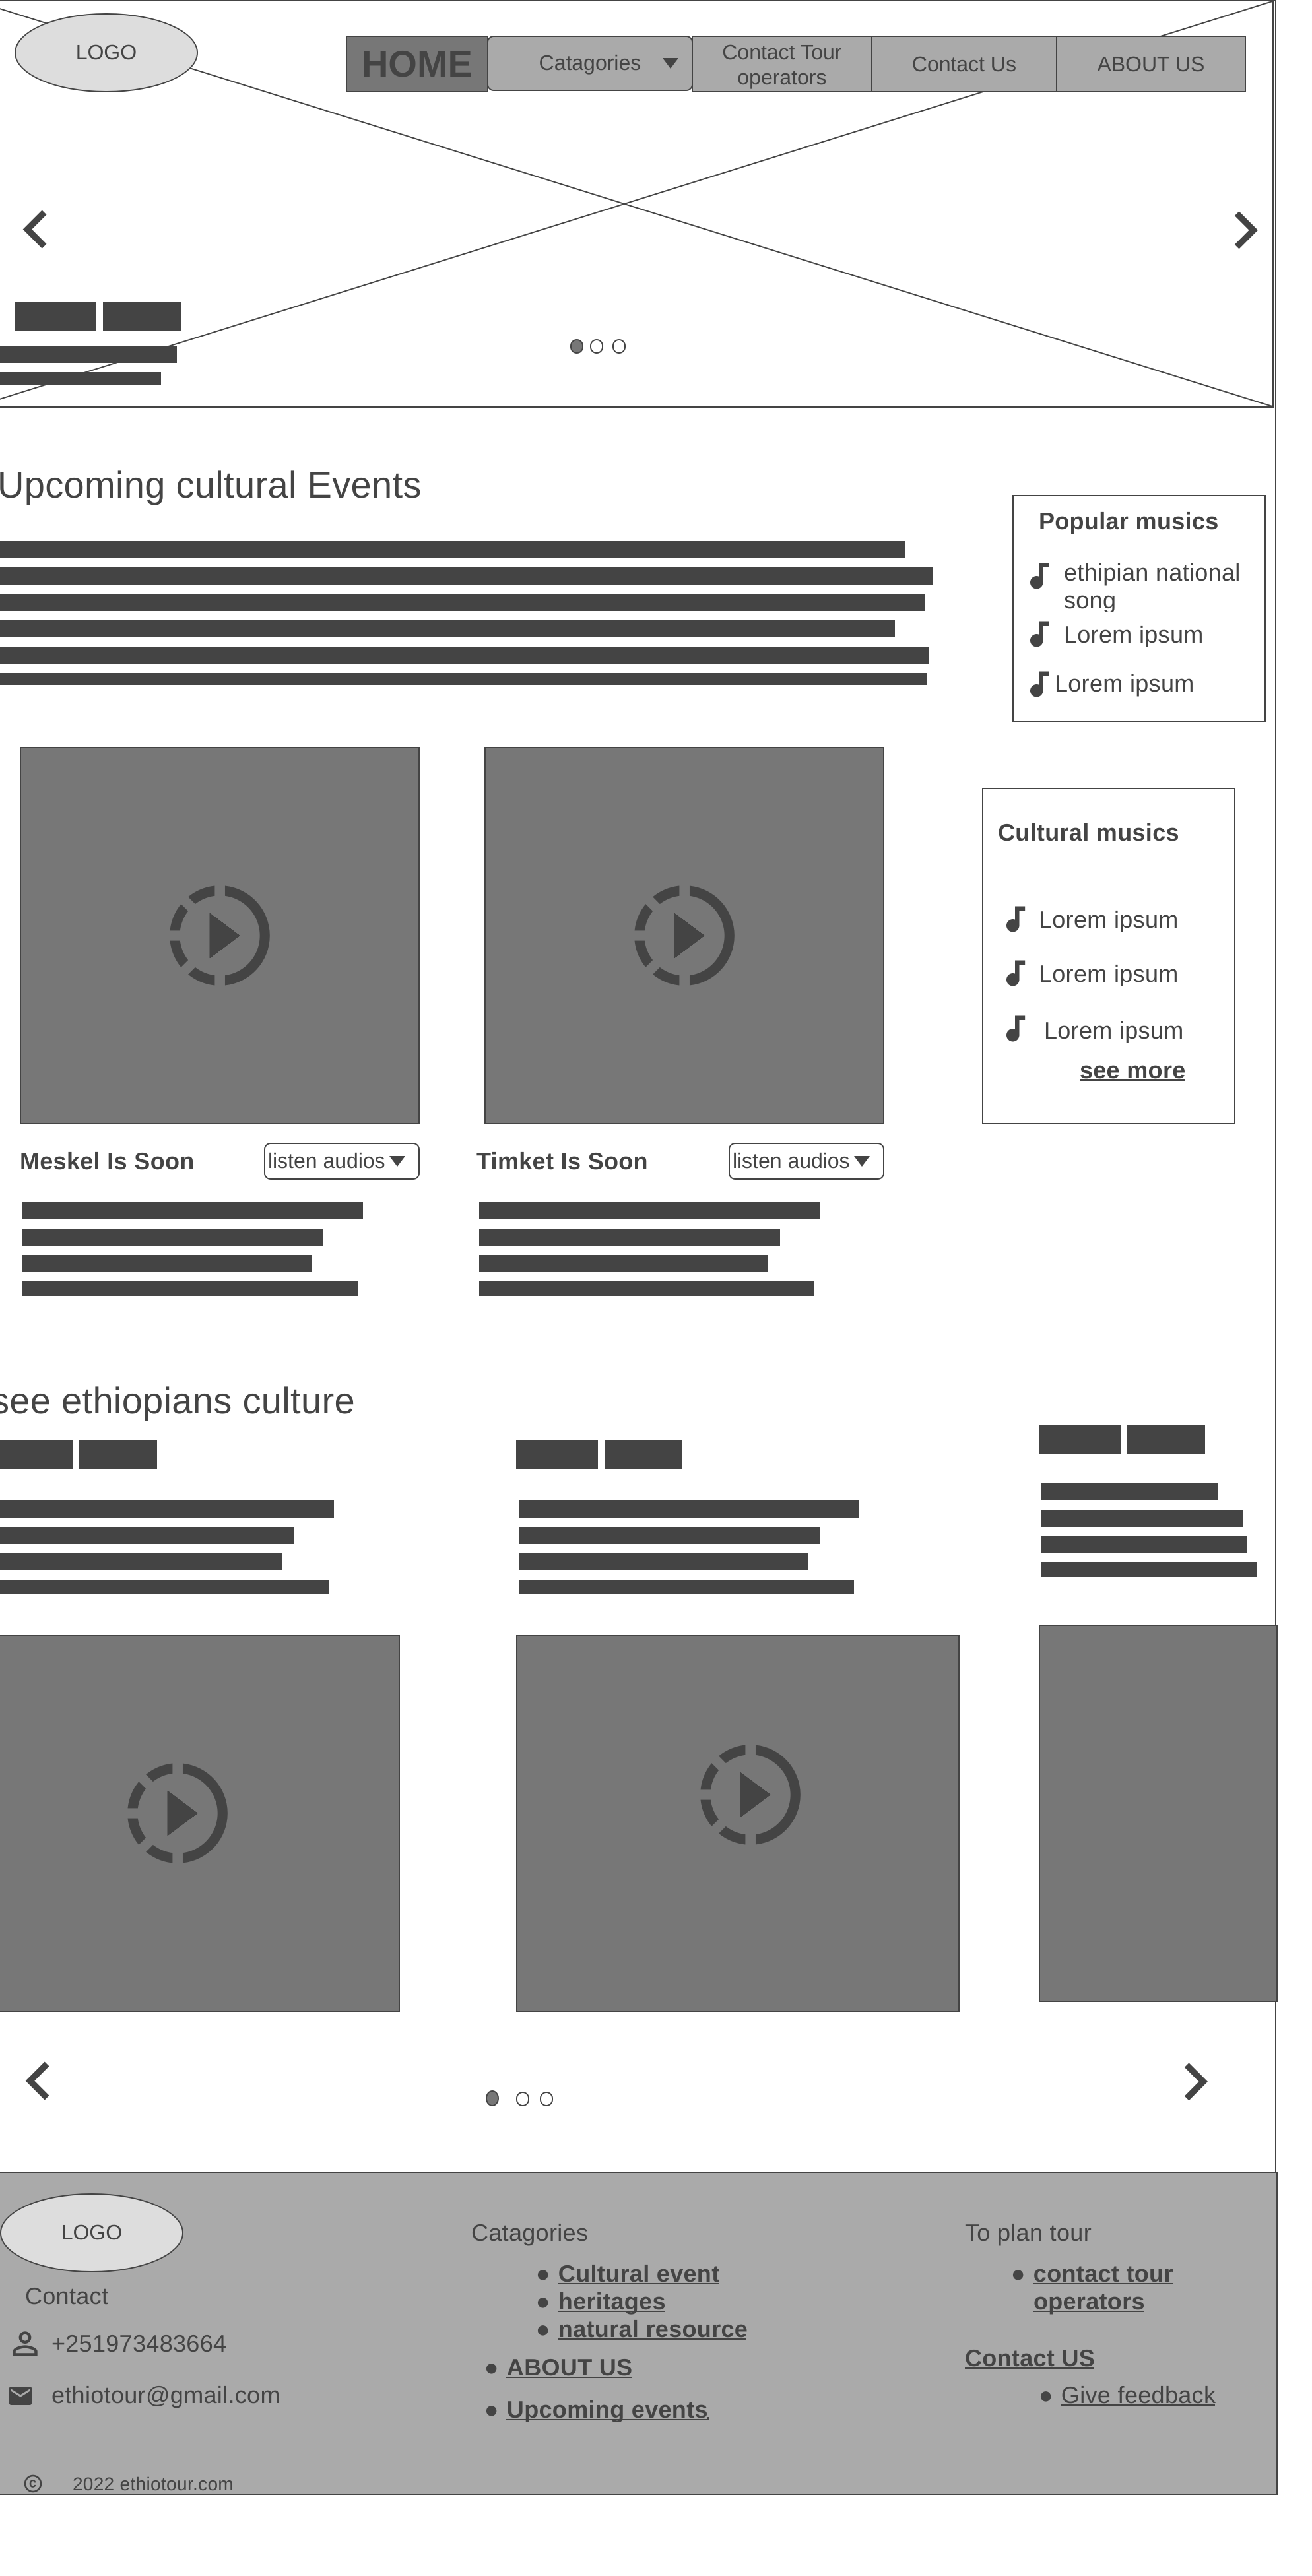 LOGO
HOME
Catagories
Contact Tour
operators
Contact Us
ABOUT US
Upcoming cultural Events
Popular musics
ethipian national
song
Lorem ipsum
Lorem ipsum
Cultural musics
Lorem ipsum
Lorem ipsum
Lorem ipsum
see more
Meskel Is Soon
listen audios
Timket Is Soon
listen audios
see ethiopians culture
LOGO
Contact
+251973483664
ethiotour@gmail.com
© 2022 ethiotour.com
Catagories
Cultural event
heritages
natural resource
ABOUT US
Upcoming events
To plan tour
contact tour
operators
Contact US
Give feedback